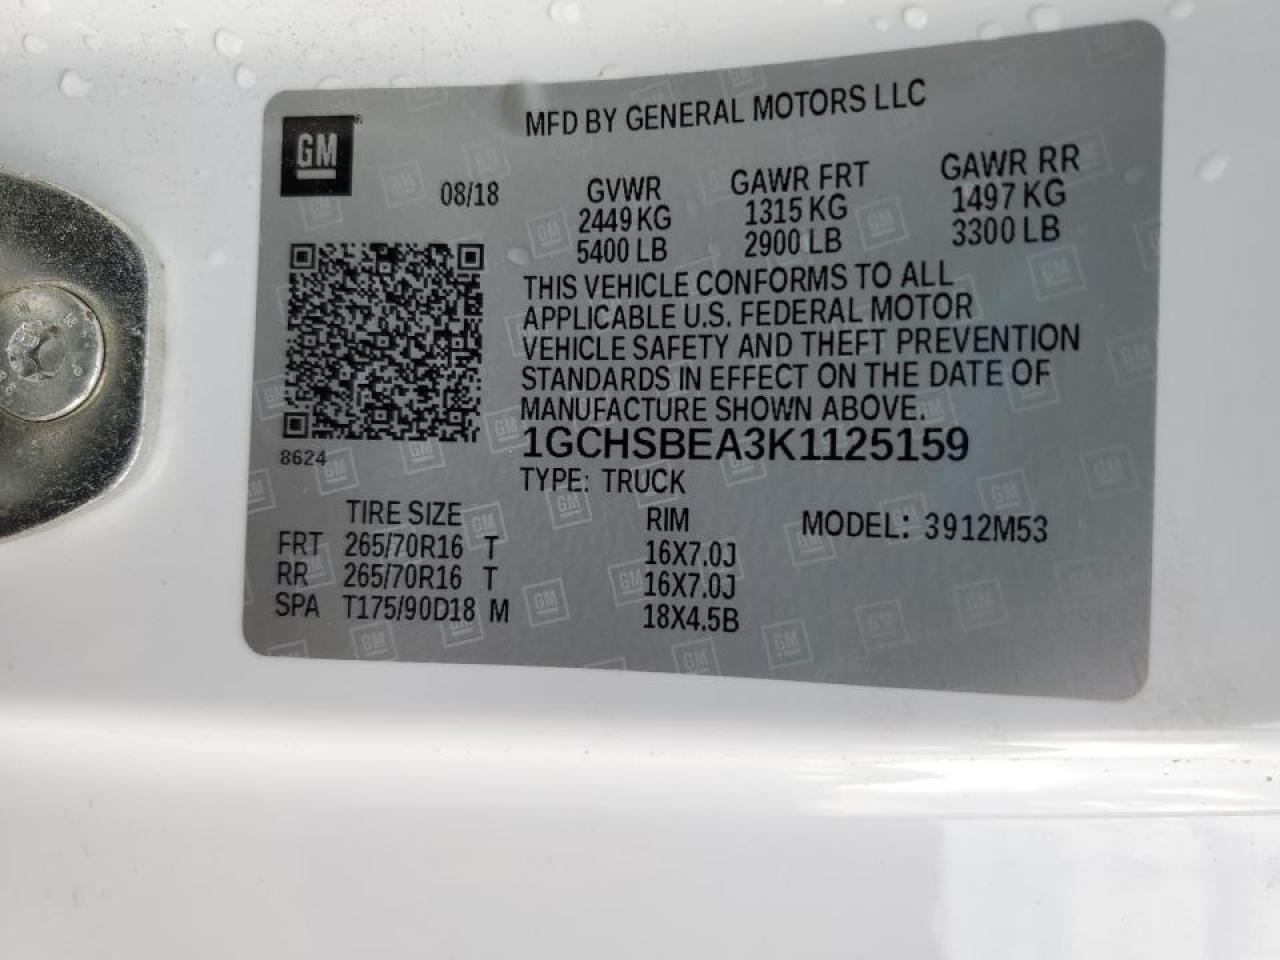 MFD BY GENERAL MOTORS LLC
GM
08/18
GVWR GAWR FRT GAWR RR
2449 KG 1315 KG 1497 KG
5400 LB 2900 LB 3300 LB
THIS VEHICLE CONFORMS TO ALL
APPLICABLE U.S. FEDERAL MOTOR
VEHICLE SAFETY AND THEFT PREVENTION
STANDARDS IN EFFECT ON THE DATE OF
MANUFACTURE SHOWN ABOVE.
1GCHSBEA3K1125159
8624
TYPE: TRUCK
TIRE SIZE RIM MODEL: 3912M53
FRT 265/70R16 T 16X7.0J
RR 265/70R16 T 16X7.0J
SPA T175/90D18 M 18X4.5B